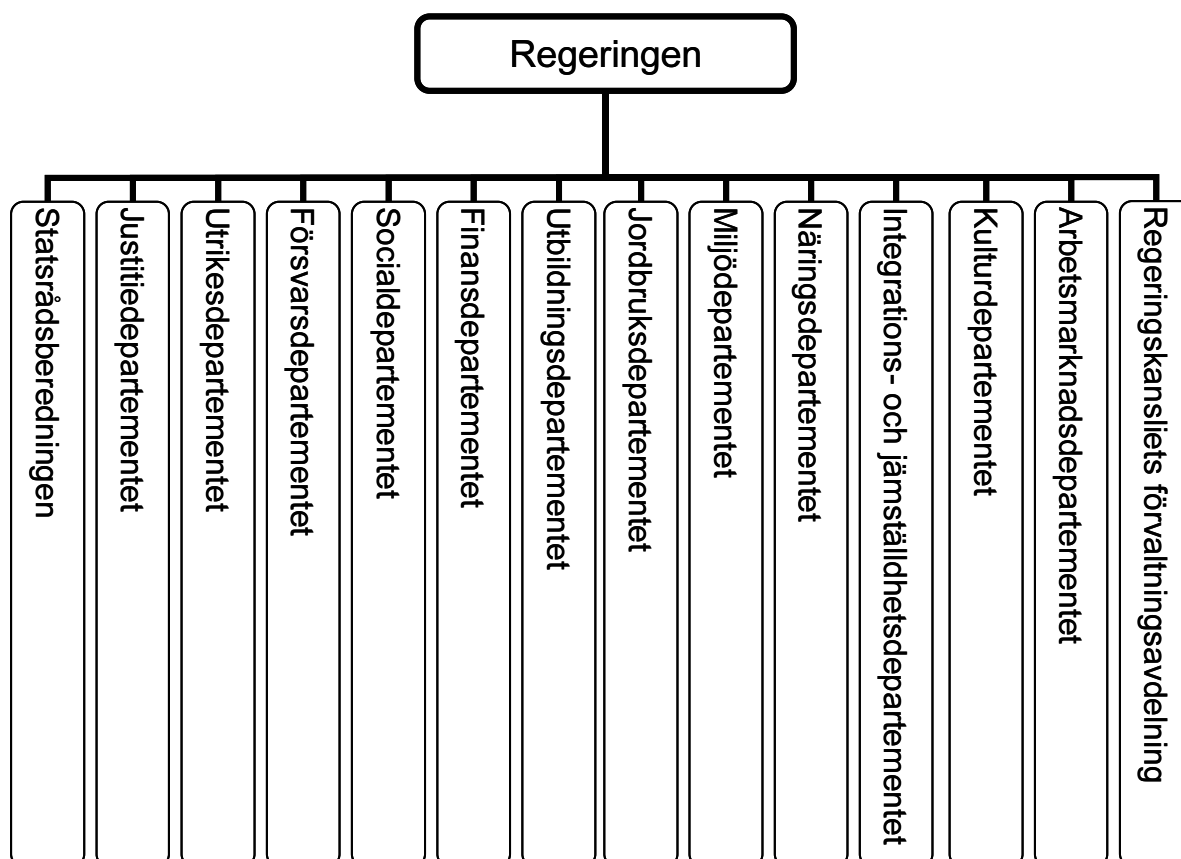 Regeringen
Statsrådsberedningen
Justitiedepartementet
Utrikesdepartementet
Försvarsdepartementet
Socialdepartementet
Finansdepartementet
Utbildningsdepartementet
Jordbruksdepartementet
Miljödepartementet
Näringsdepartementet
Integrations- och jämställdhetsdepartementet
Kulturdepartementet
Arbetsmarknadsdepartementet
Regeringskansliets förvaltningsavdelning